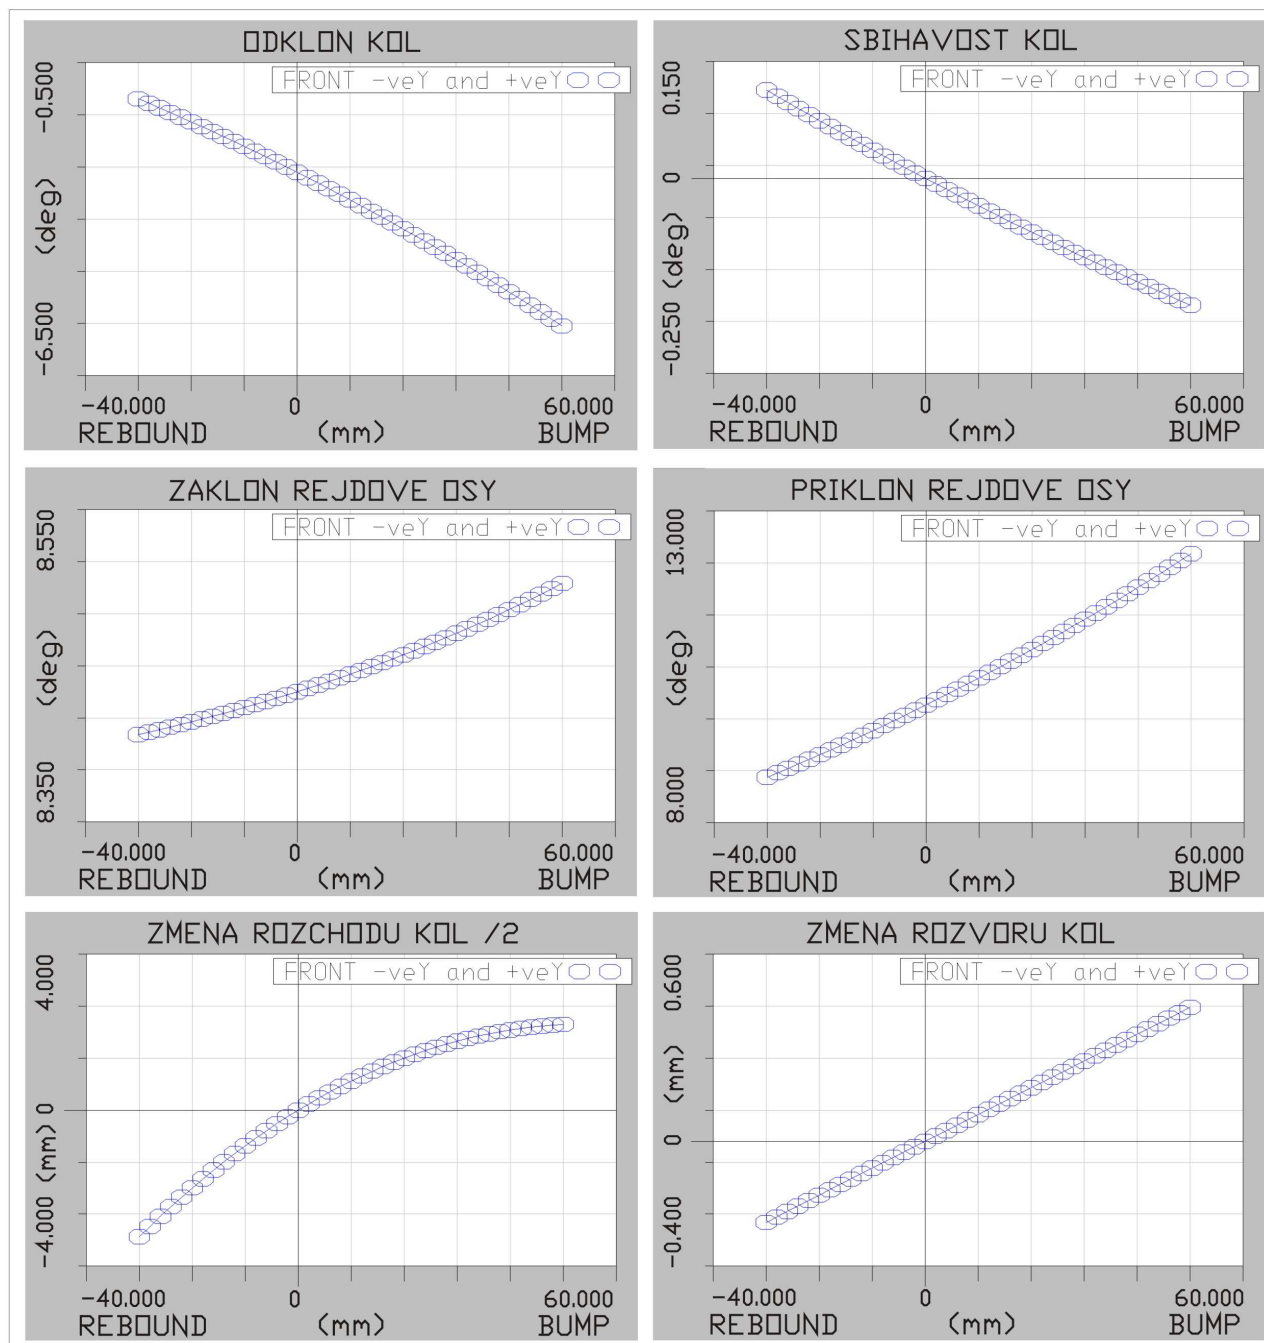 ODKLON KOL
FRONT -veY and +veY
-0.500
(deg)
-6.500
-40.000 0 60.000
REBOUND (mm) BUMP
SBIHAVOST KOL
FRONT -veY and +veY
0.150
0
(deg)
-0.250
-40.000 0 60.000
REBOUND (mm) BUMP
ZAKLON REJDOVE OSY
FRONT -veY and +veY
8.550
(deg)
8.350
-40.000 0 60.000
REBOUND (mm) BUMP
PRIKLON REJDOVE OSY
FRONT -veY and +veY
13.000
(deg)
8.000
-40.000 0 60.000
REBOUND (mm) BUMP
ZMENA ROZCHODU KOL /2
FRONT -veY and +veY
4.000
0
(mm)
-4.000
-40.000 0 60.000
REBOUND (mm) BUMP
ZMENA ROZVORU KOL
FRONT -veY and +veY
0.600
(mm)
0
-0.400
-40.000 0 60.000
REBOUND (mm) BUMP